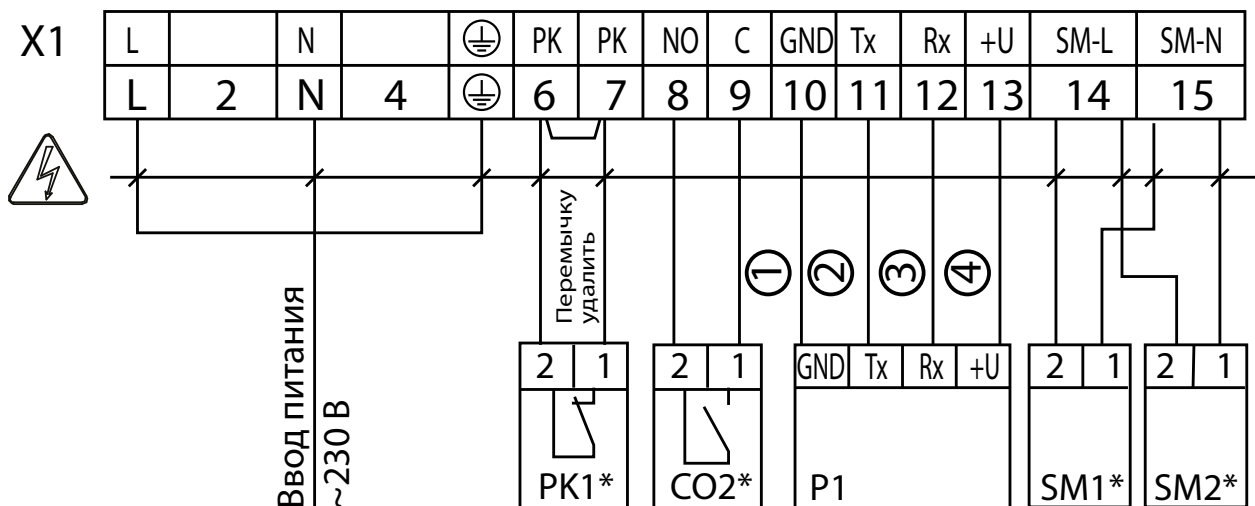 X1 L N PK PK NO C GND Tx Rx +U SM-L SM-N
L 2 N 4 6 7 8 9 10 11 12 13 14 15
Перемычку
удалить
1 2 3 4
Ввод питания
~230 В
2 1 2 1 GND Tx Rx +U 2 1 2 1
PK1* CO2* P1 SM1* SM2*